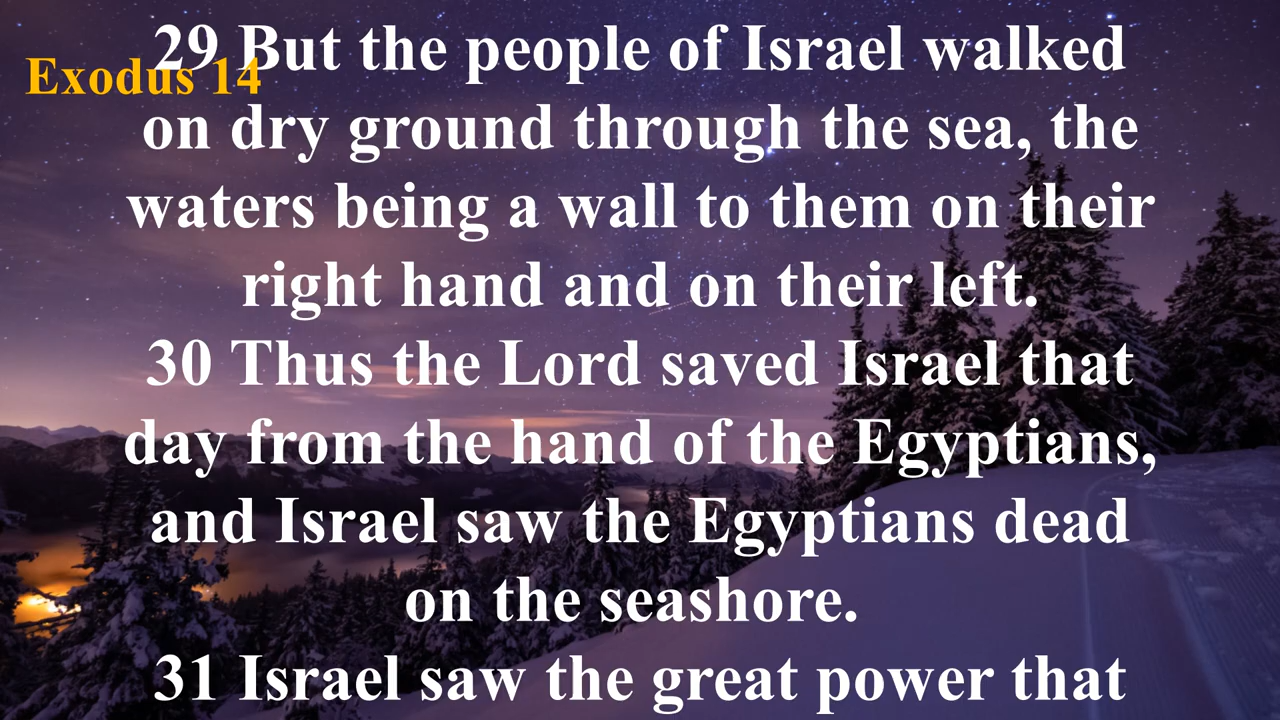 Exodus 14
29 But the people of Israel walked
on dry ground through the sea, the
waters being a wall to them on their
right hand and on their left.
30 Thus the Lord saved Israel that
day from the hand of the Egyptians,
and Israel saw the Egyptians dead
on the seashore.
31 Israel saw the great power that